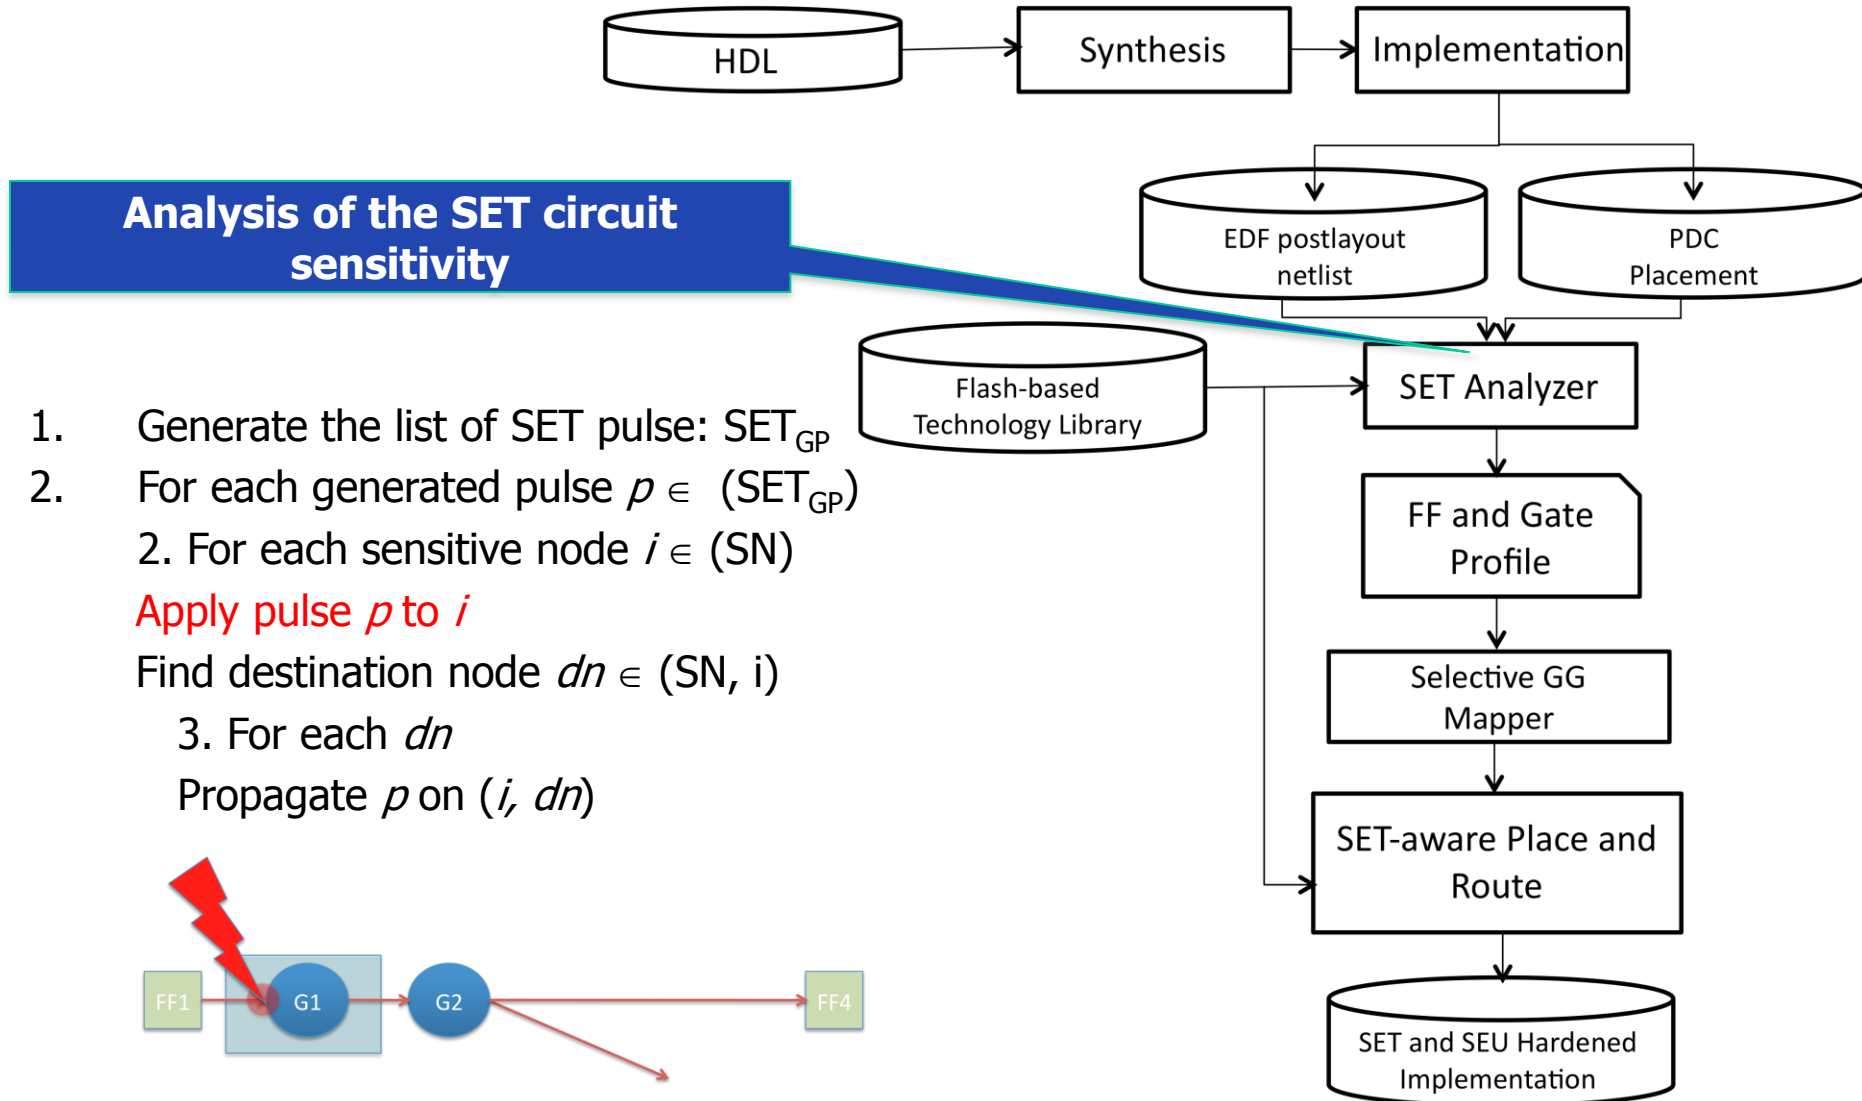 HDL
Synthesis
Implementation
Analysis of the SET circuit
sensitivity
EDF postlayout
netlist
PDC
Placement
Flash-based
Technology Library
SET Analyzer
1. Generate the list of SET pulse: SET_GP
2. For each generated pulse p ∈ (SET_GP)
2. For each sensitive node i ∈ (SN)
Apply pulse p to i
Find destination node dn ∈ (SN, i)
3. For each dn
Propagate p on (i, dn)
FF and Gate
Profile
Selective GG
Mapper
SET-aware Place and
Route
SET and SEU Hardened
Implementation
FF1
G1
G2
FF4